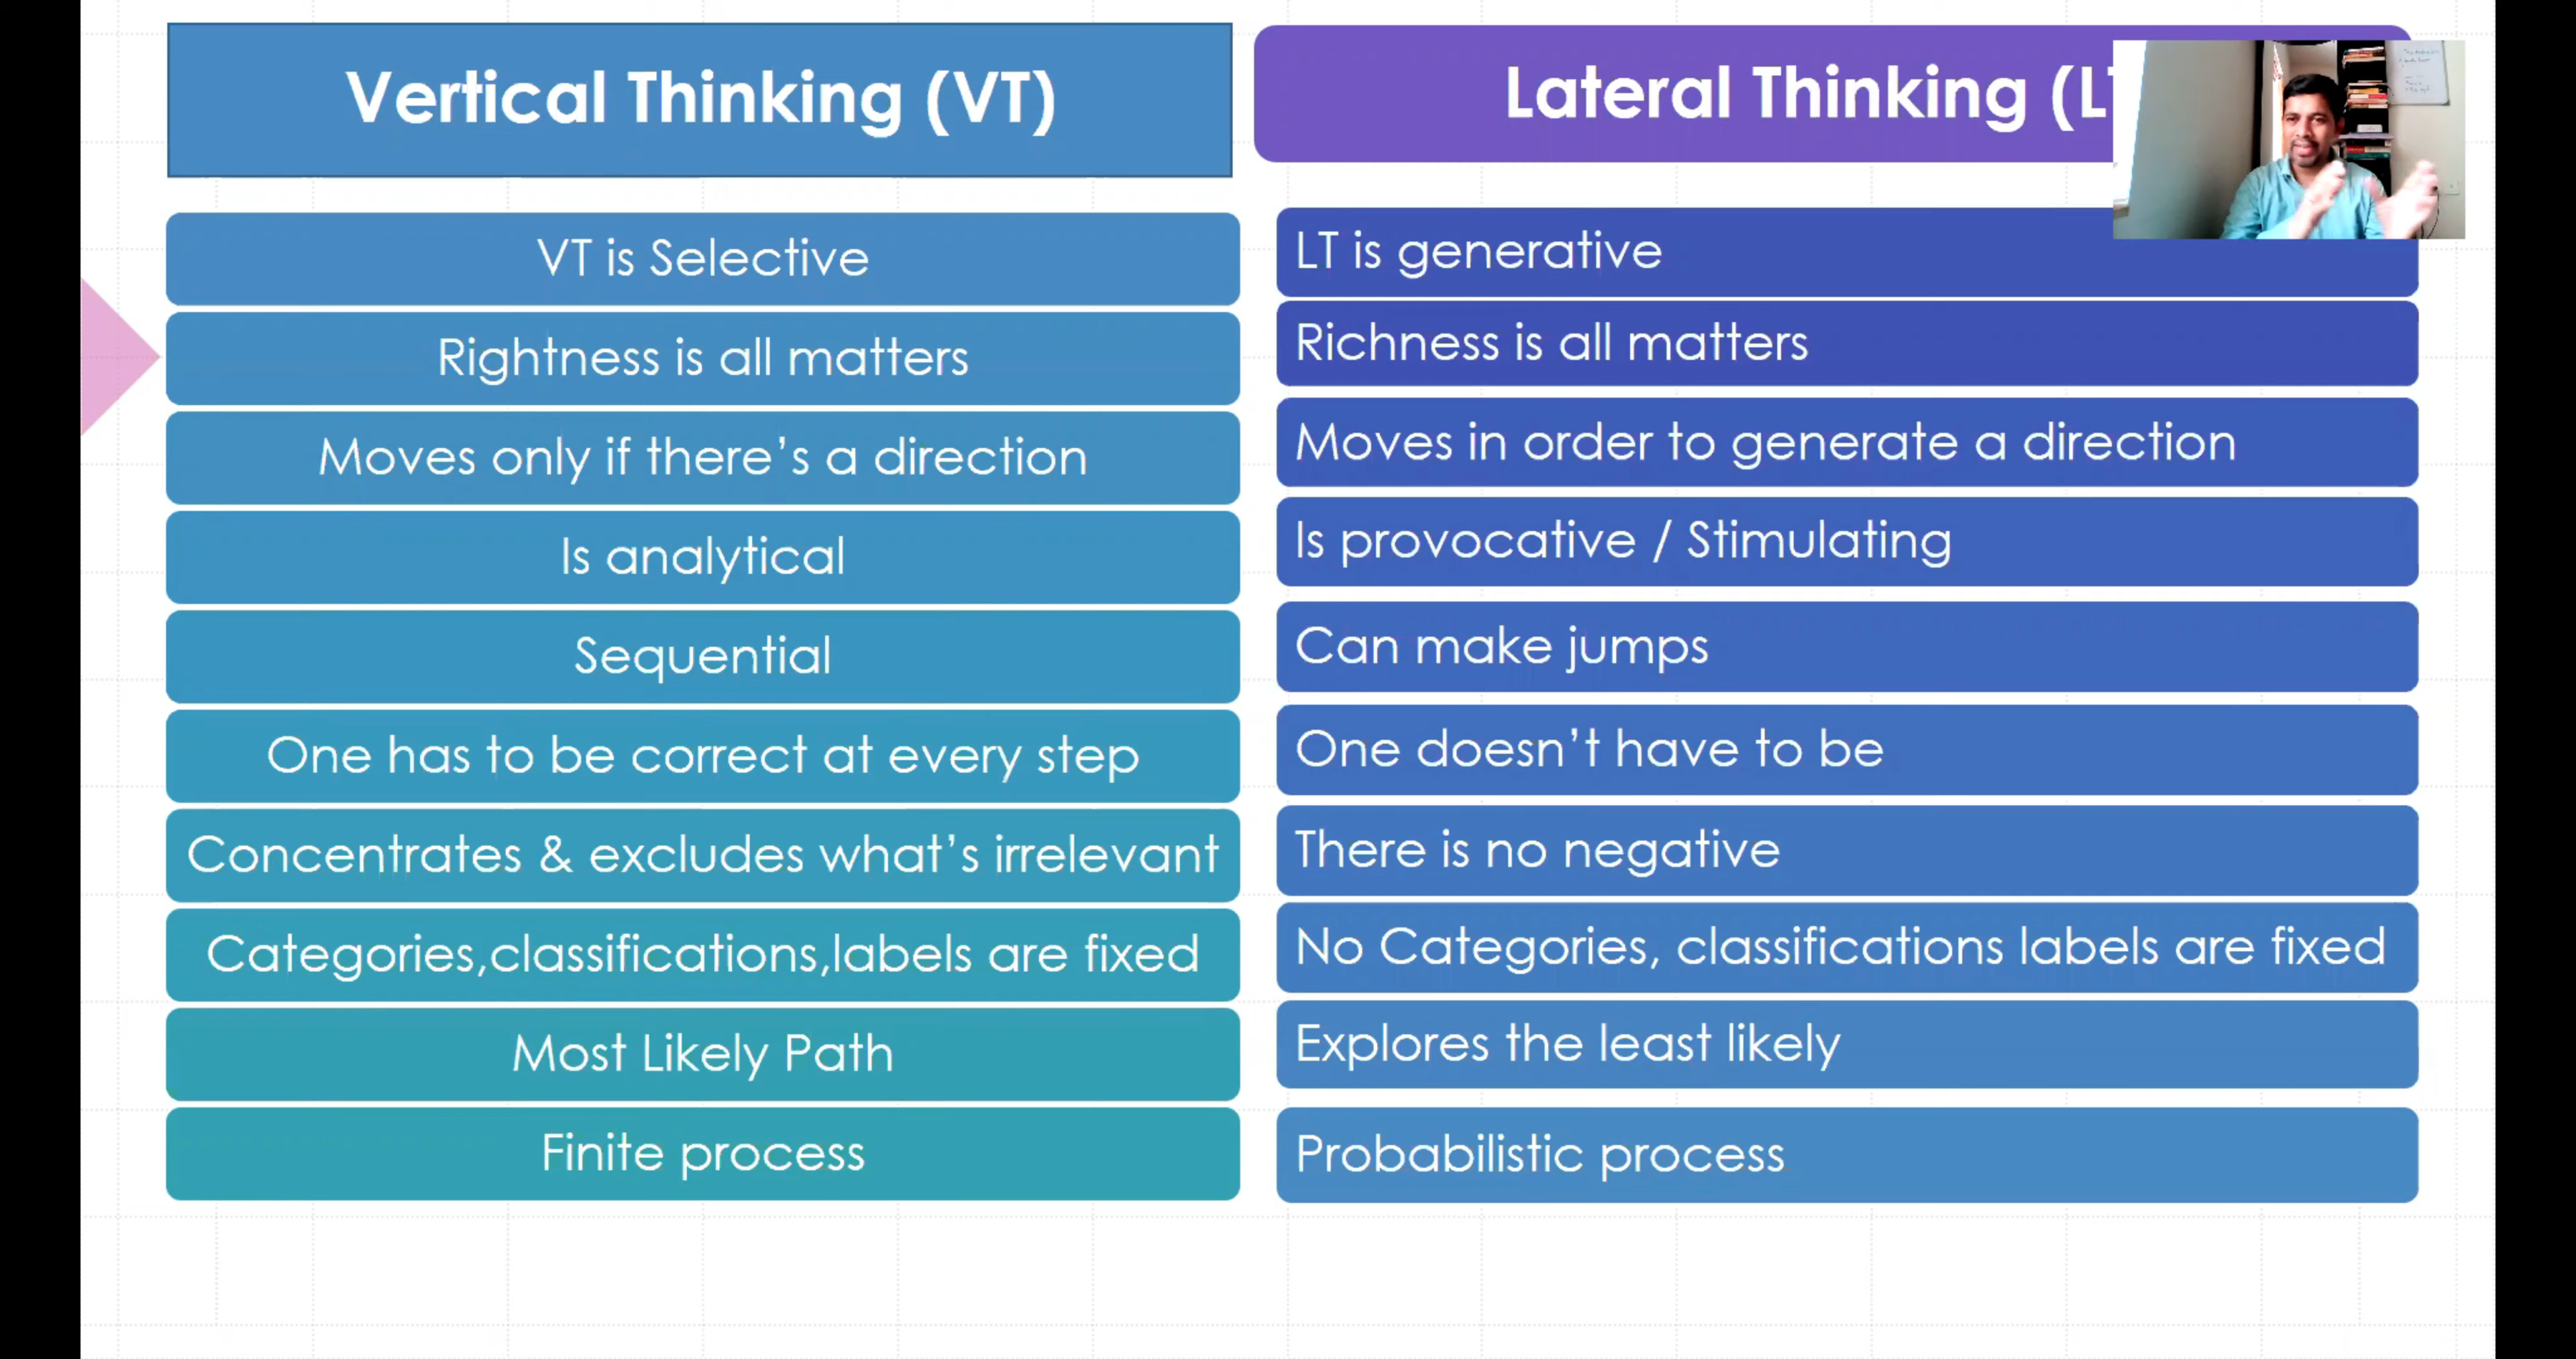 Vertical Thinking (VT)
VT is Selective
Rightness is all matters
Moves only if there's a direction
Is analytical
Sequential
One has to be correct at every step
Concentrates & excludes what's irrelevant
Categories,classifications,labels are fixed
Most Likely Path
Finite process
Lateral Thinking (L
LT is generative
Richness is all matters
Moves in order to generate a direction
Is provocative / Stimulating
Can make jumps
One doesn't have to be
There is no negative
No Categories, classifications labels are fixed
Explores the least likely
Probabilistic process